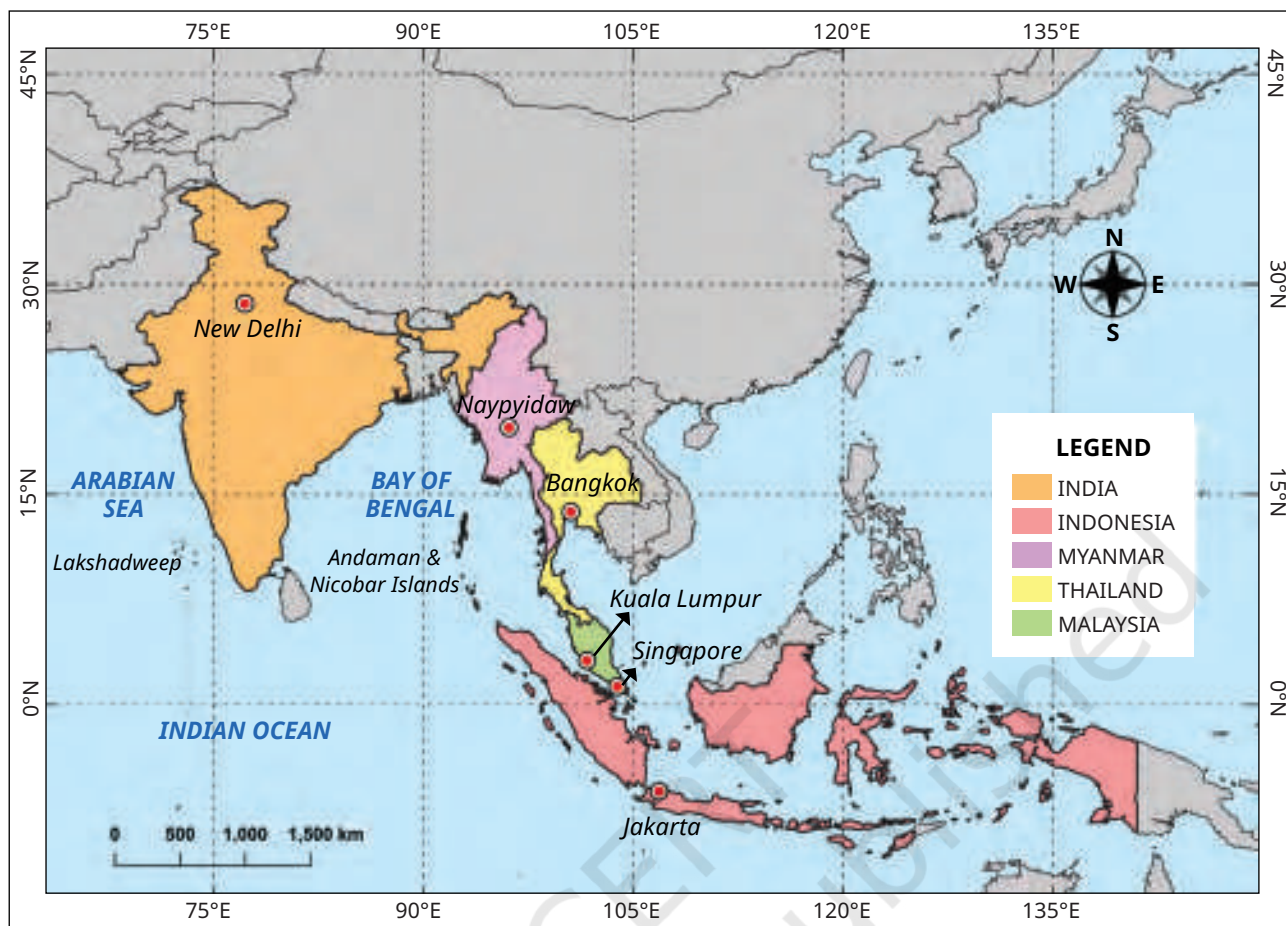 75°E 90°E 105°E 120°E 135°E
45°N 45°N
N
W E
S
30°N 30°N
New Delhi
Naypyidaw
LEGEND
INDIA
INDONESIA
MYANMAR
THAILAND
MALAYSIA
ARABIAN
SEA
BAY OF
BENGAL
Bangkok
15°N 15°N
Lakshadweep
Andaman &
Nicobar Islands
Kuala Lumpur
Singapore
0°N 0°N
INDIAN OCEAN
Jakarta
0 500 1,000 1,500 km
75°E 90°E 105°E 120°E 135°E